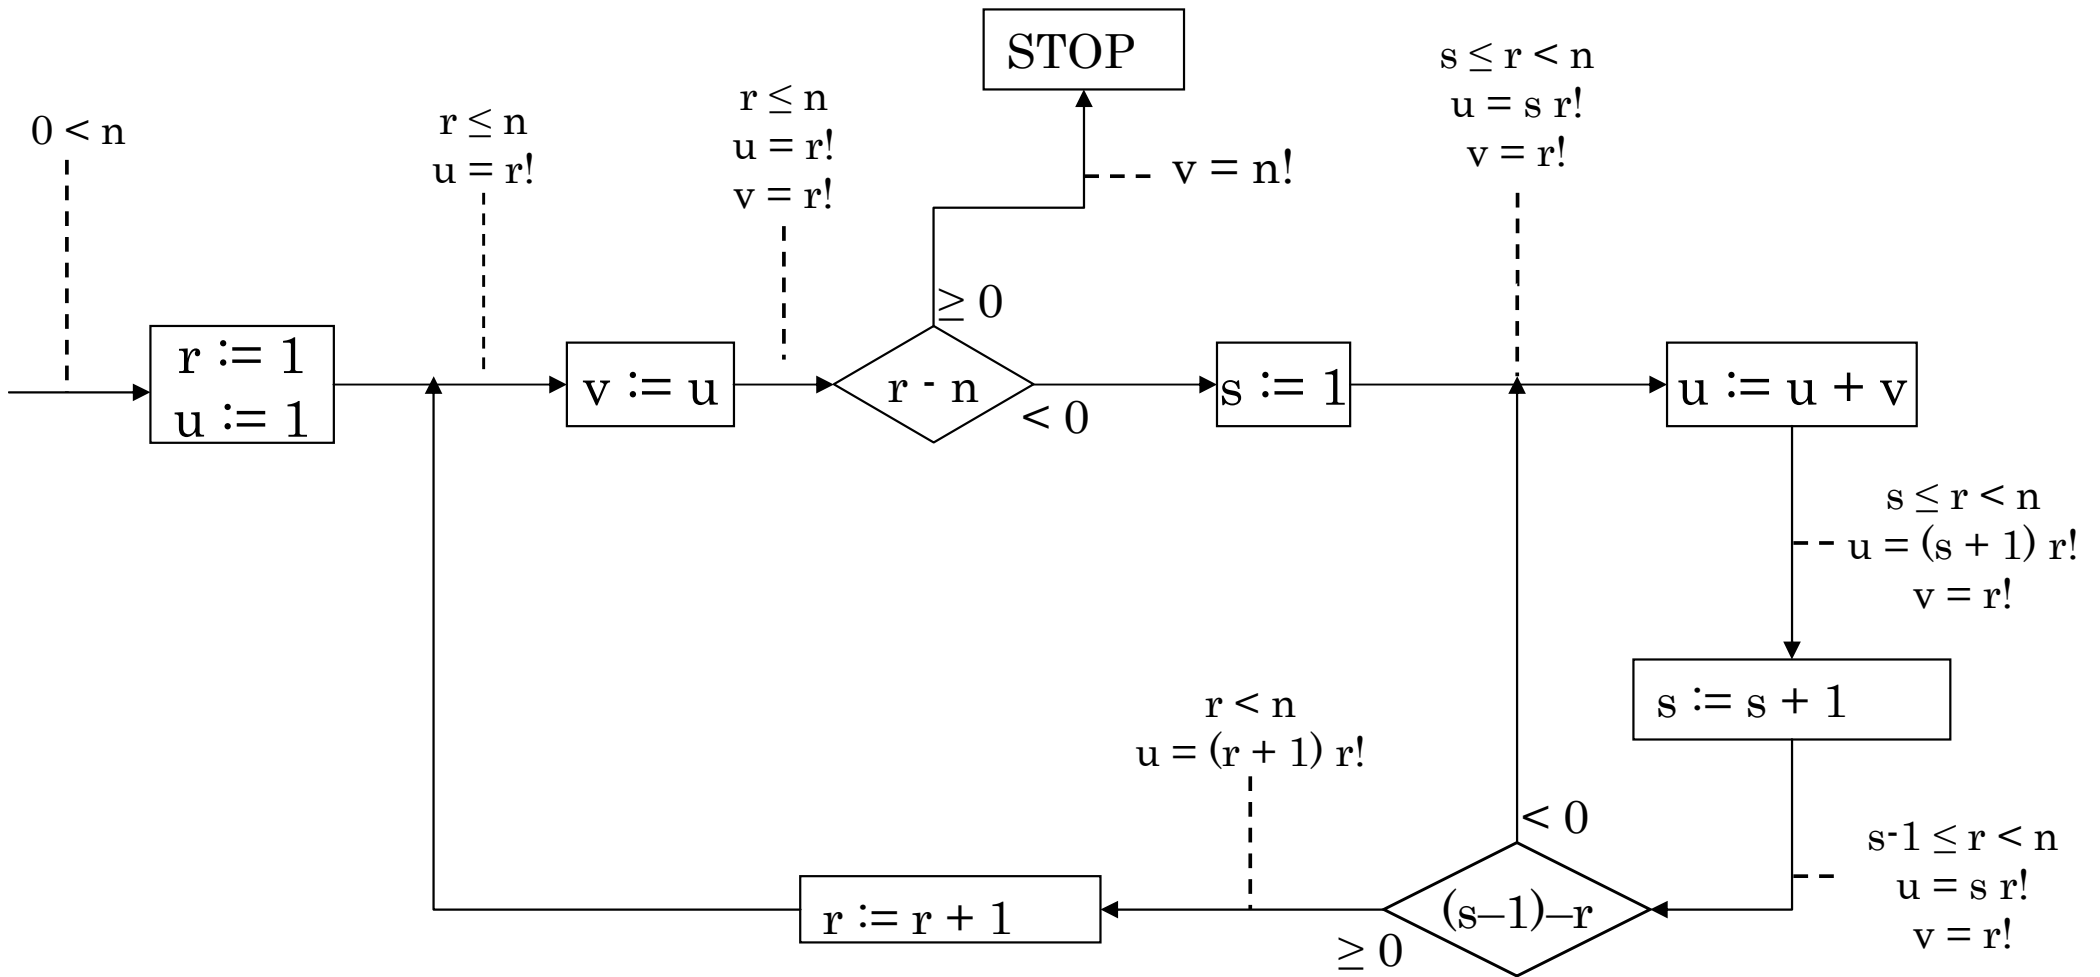 STOP
s ≤ r < n
u = s r!
v = r!
0 < n
r ≤ n
u = r!
r ≤ n
u = r!
v = r!
v = n!
≥ 0
r := 1
u := 1
v := u
r - n
< 0
s := 1
u := u + v
s ≤ r < n
u = (s + 1) r!
v = r!
s := s + 1
r < n
u = (r + 1) r!
< 0
s-1 ≤ r < n
u = s r!
v = r!
(s–1)–r
≥ 0
r := r + 1